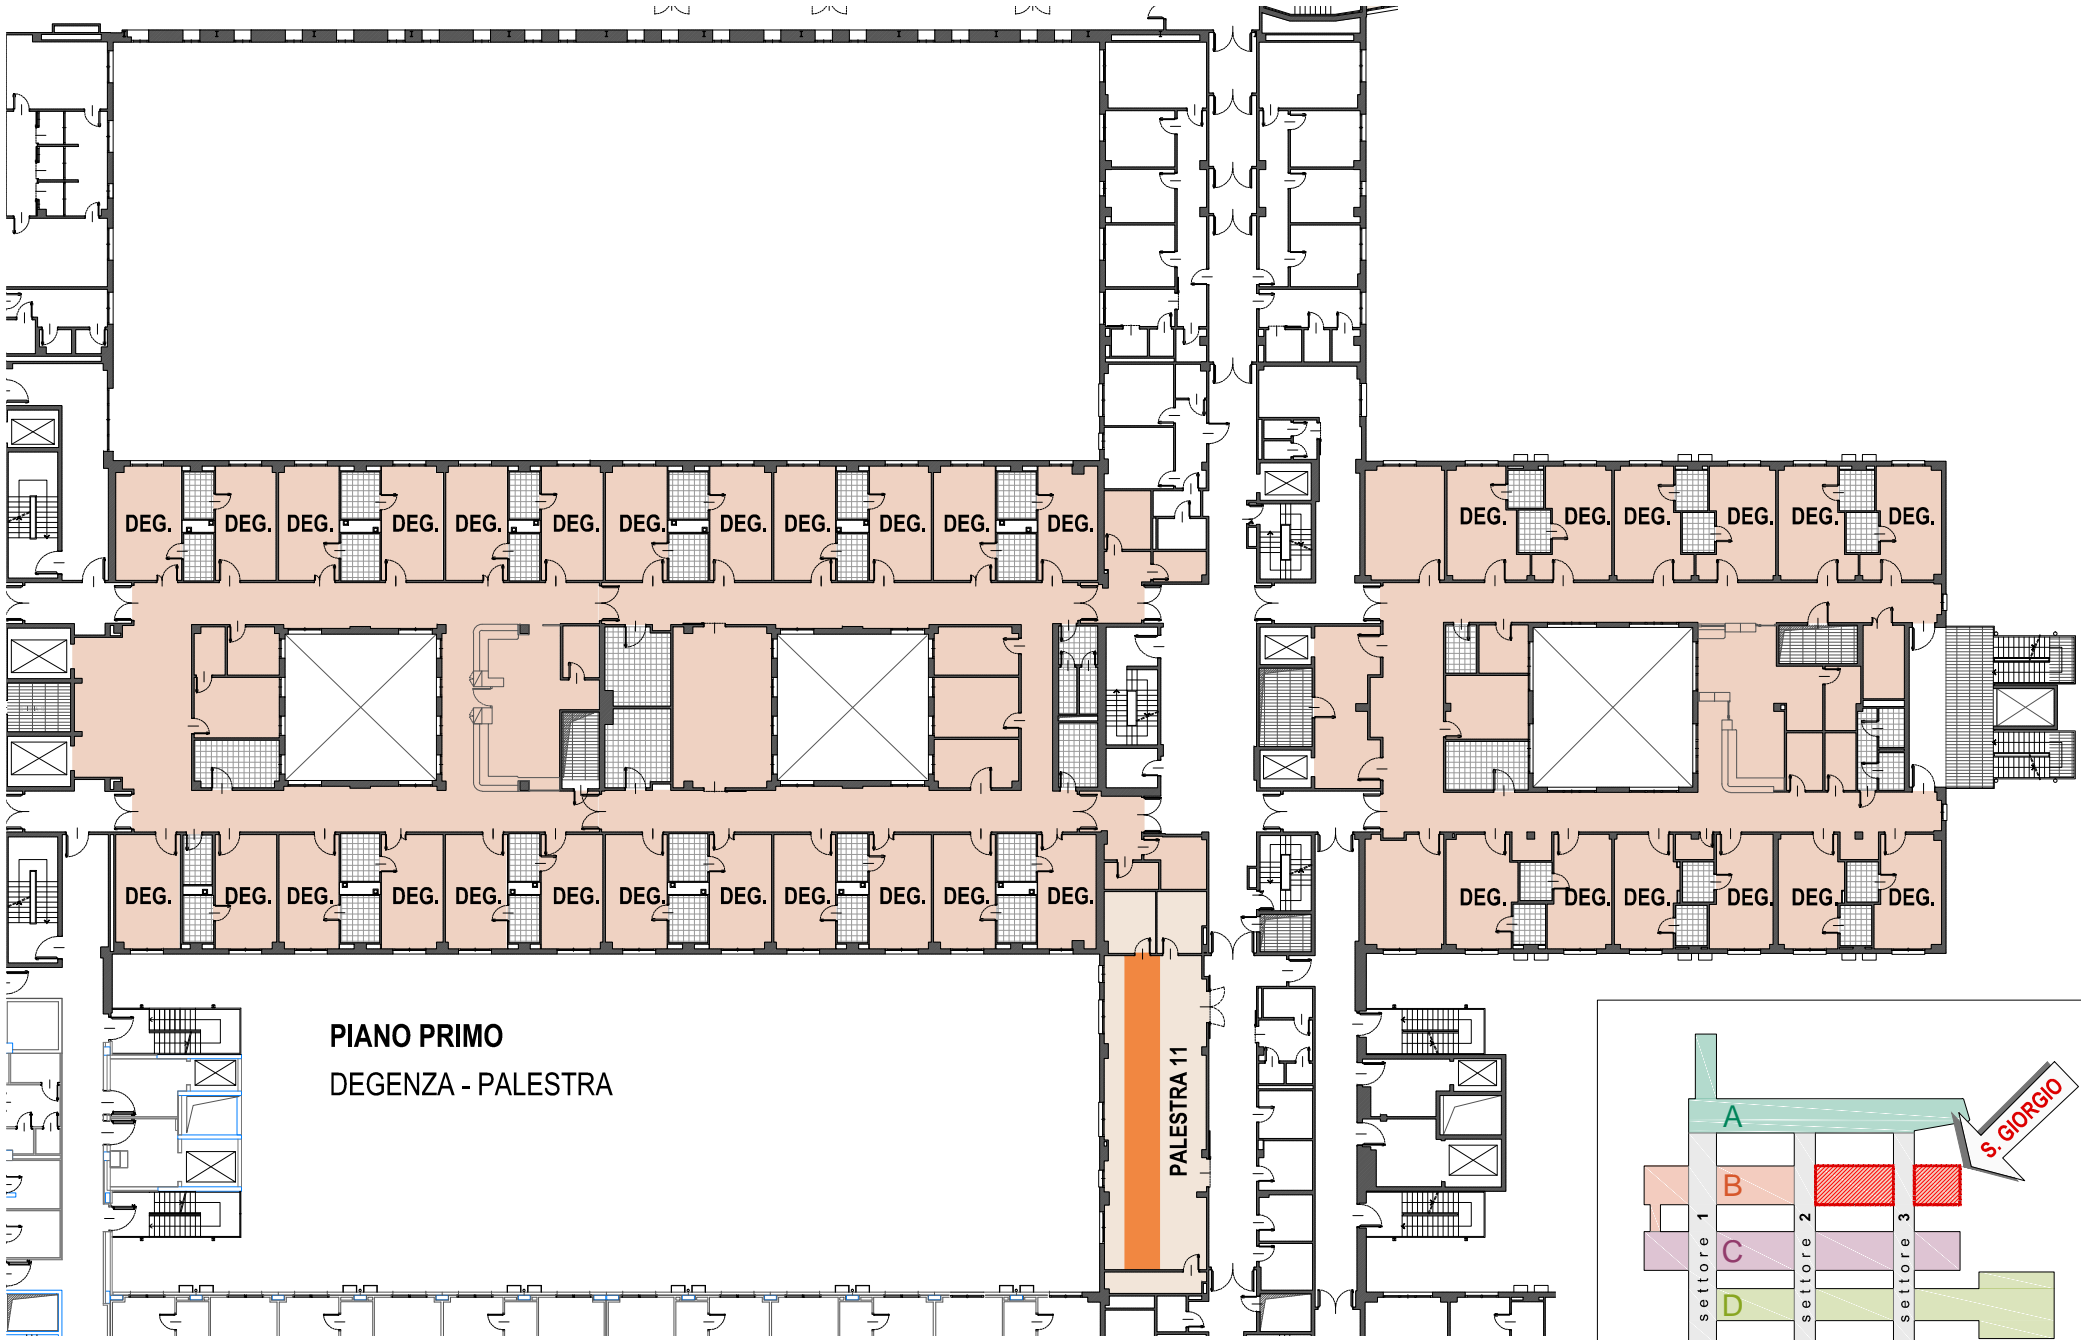 DEG. DEG. DEG. DEG. DEG. DEG. DEG. DEG. DEG. DEG. DEG. DEG. DEG. DEG. DEG. DEG. DEG. DEG.
DEG. DEG. DEG. DEG. DEG. DEG. DEG. DEG. DEG. DEG. DEG. DEG. DEG. DEG. DEG. DEG. DEG. DEG.
PIANO PRIMO
DEGENZA - PALESTRA
PALESTRA 11
A
S. GIORGIO
B
C
D
settore 1
settore 2
settore 3